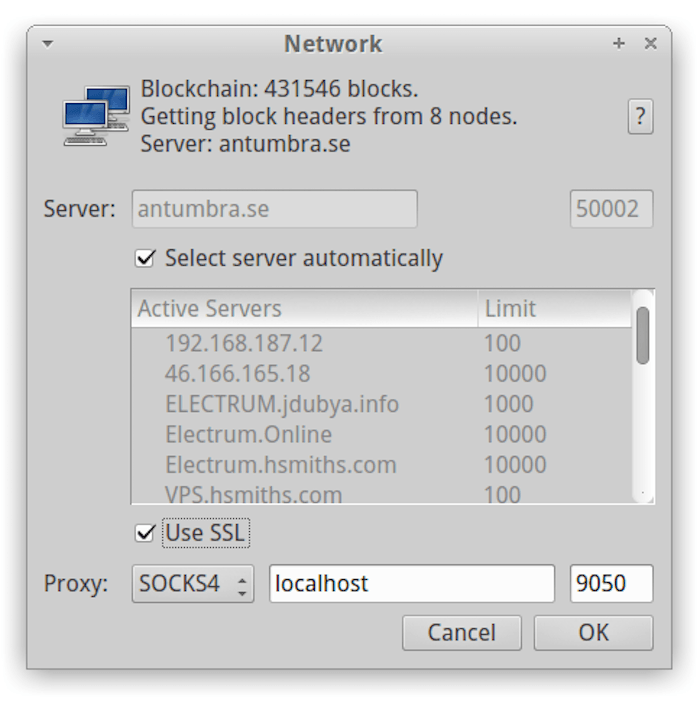 Network
Blockchain: 431546 blocks.
Getting block headers from 8 nodes.
Server: antumbra.se
?
Server: antumbra.se 50002
Select server automatically
Active Servers Limit
192.168.187.12 100
46.166.165.18 10000
ELECTRUM.jdubya.info 1000
Electrum.Online 10000
Electrum.hsmiths.com 10000
VPS.hsmiths.com 100
Use SSL
Proxy: SOCKS4 localhost 9050
Cancel OK